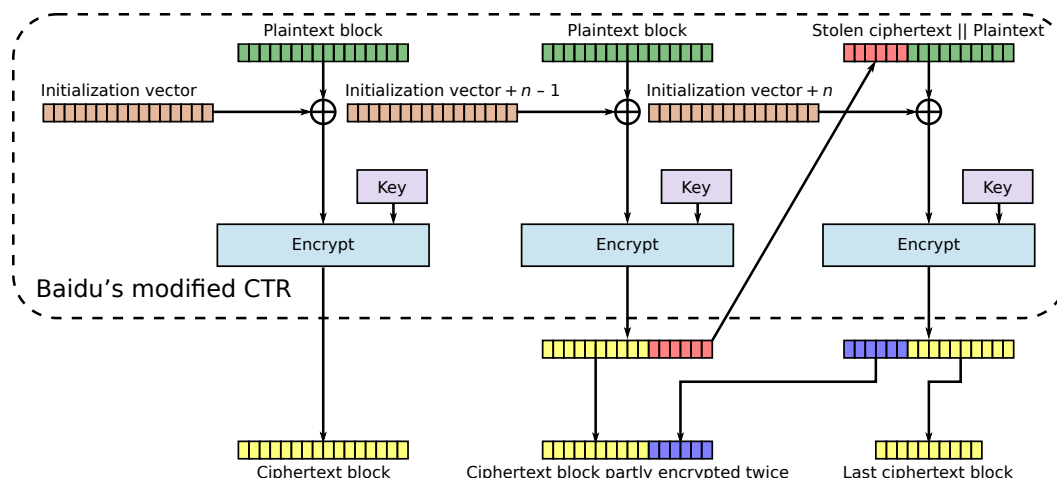 Plaintext block
Plaintext block
Stolen ciphertext || Plaintext
Initialization vector
Initialization vector + n – 1
Initialization vector + n
Key
Key
Key
Encrypt
Encrypt
Encrypt
Baidu's modified CTR
Ciphertext block
Ciphertext block partly encrypted twice
Last ciphertext block